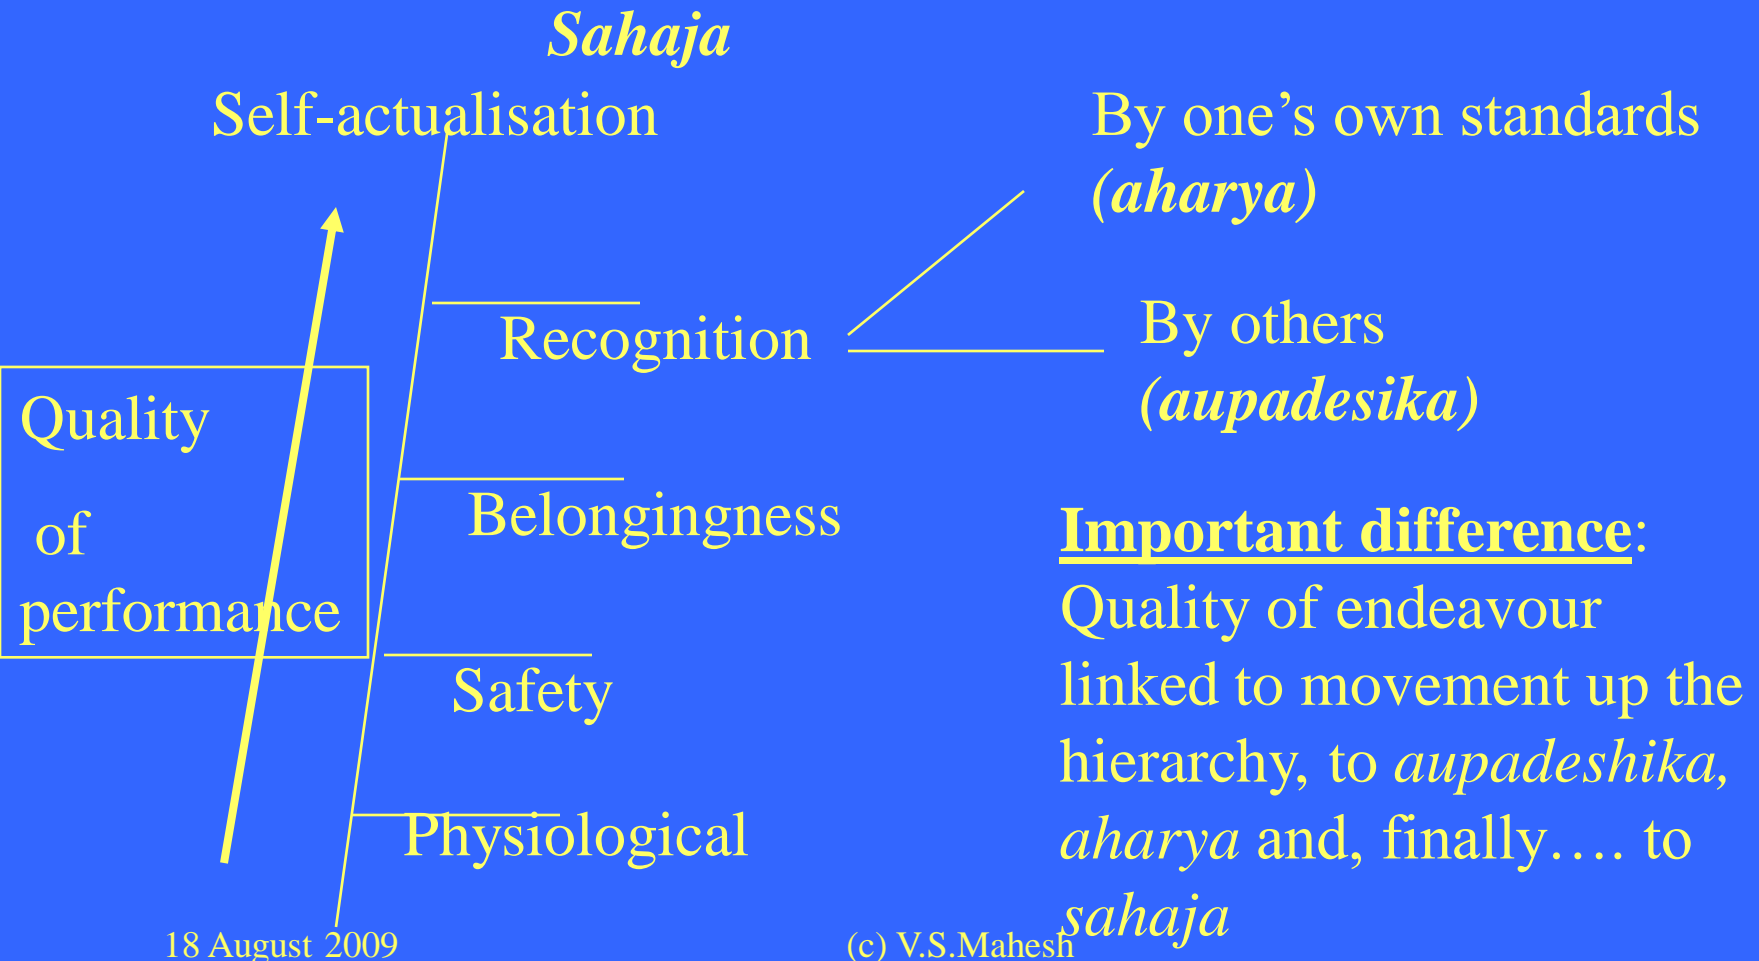 Sahaja
Self-actualisation
By one’s own standards
(aharya)
Recognition
By others
(aupadesika)
Quality
of
performance
Belongingness
Safety
Physiological
Important difference:
Quality of endeavour
linked to movement up the
hierarchy, to aupadeshika,
aharya and, finally…. to
sahaja
18 August 2009
(c) V.S.Mahesh